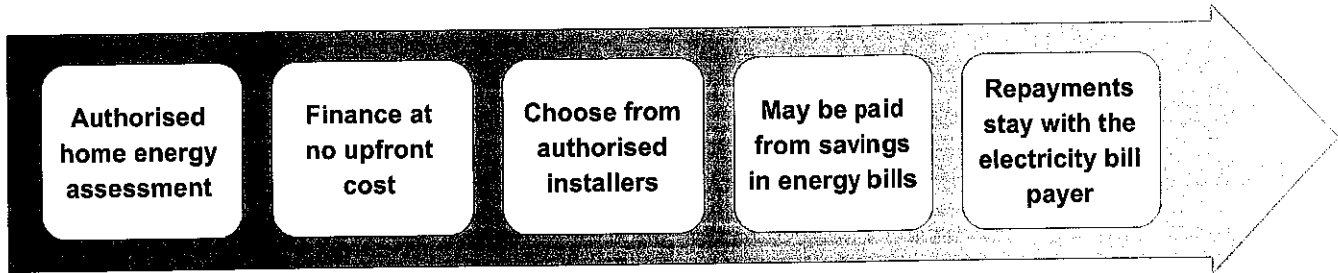 Authorised
home energy
assessment
Finance at
no upfront
cost
Choose from
authorised
installers
May be paid
from savings
in energy bills
Repayments
stay with the
electricity bill
payer